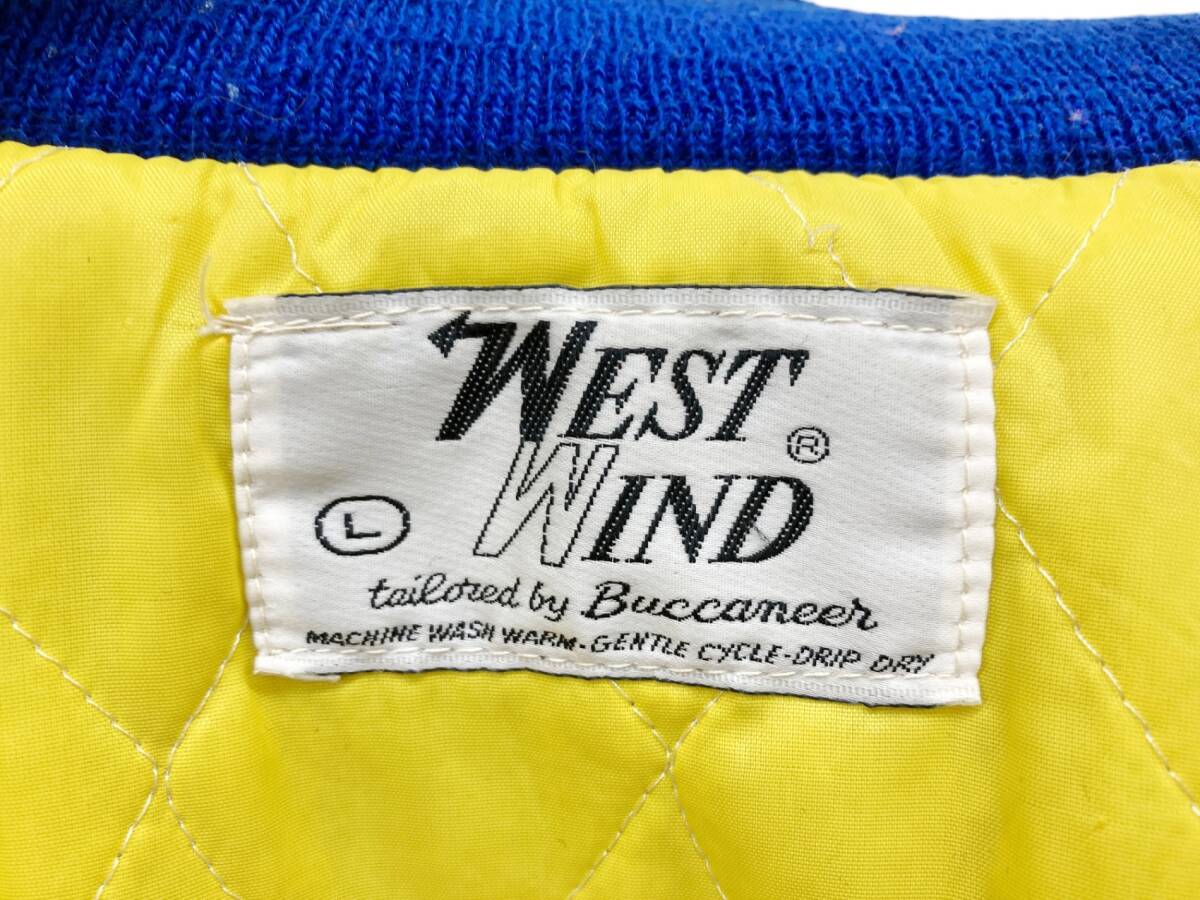 WEST
WIND ®
L
tailored by Buccaneer
MACHINE WASH WARM-GENTLE CYCLE-DRIP DRY